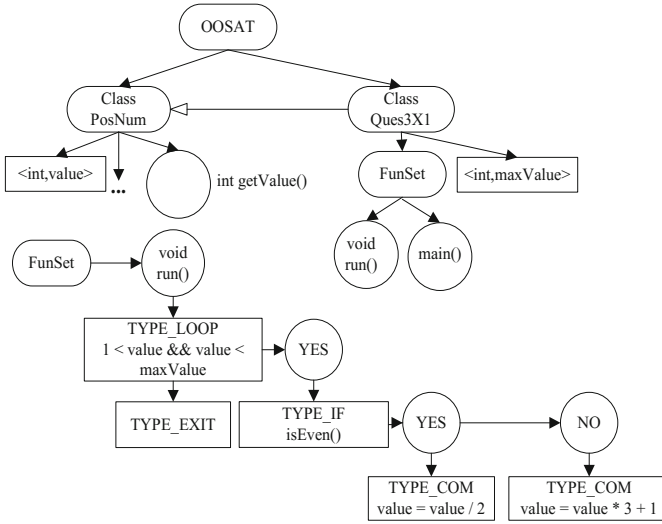 OOSAT
Class
PosNum
Class
Ques3X1
<int,value>
...
int getValue()
FunSet
<int,maxValue>
void
run()
main()
FunSet
void
run()
TYPE_LOOP
1 < value && value <
maxValue
YES
TYPE_EXIT
TYPE_IF
isEven()
YES
NO
TYPE_COM
value = value / 2
TYPE_COM
value = value * 3 + 1